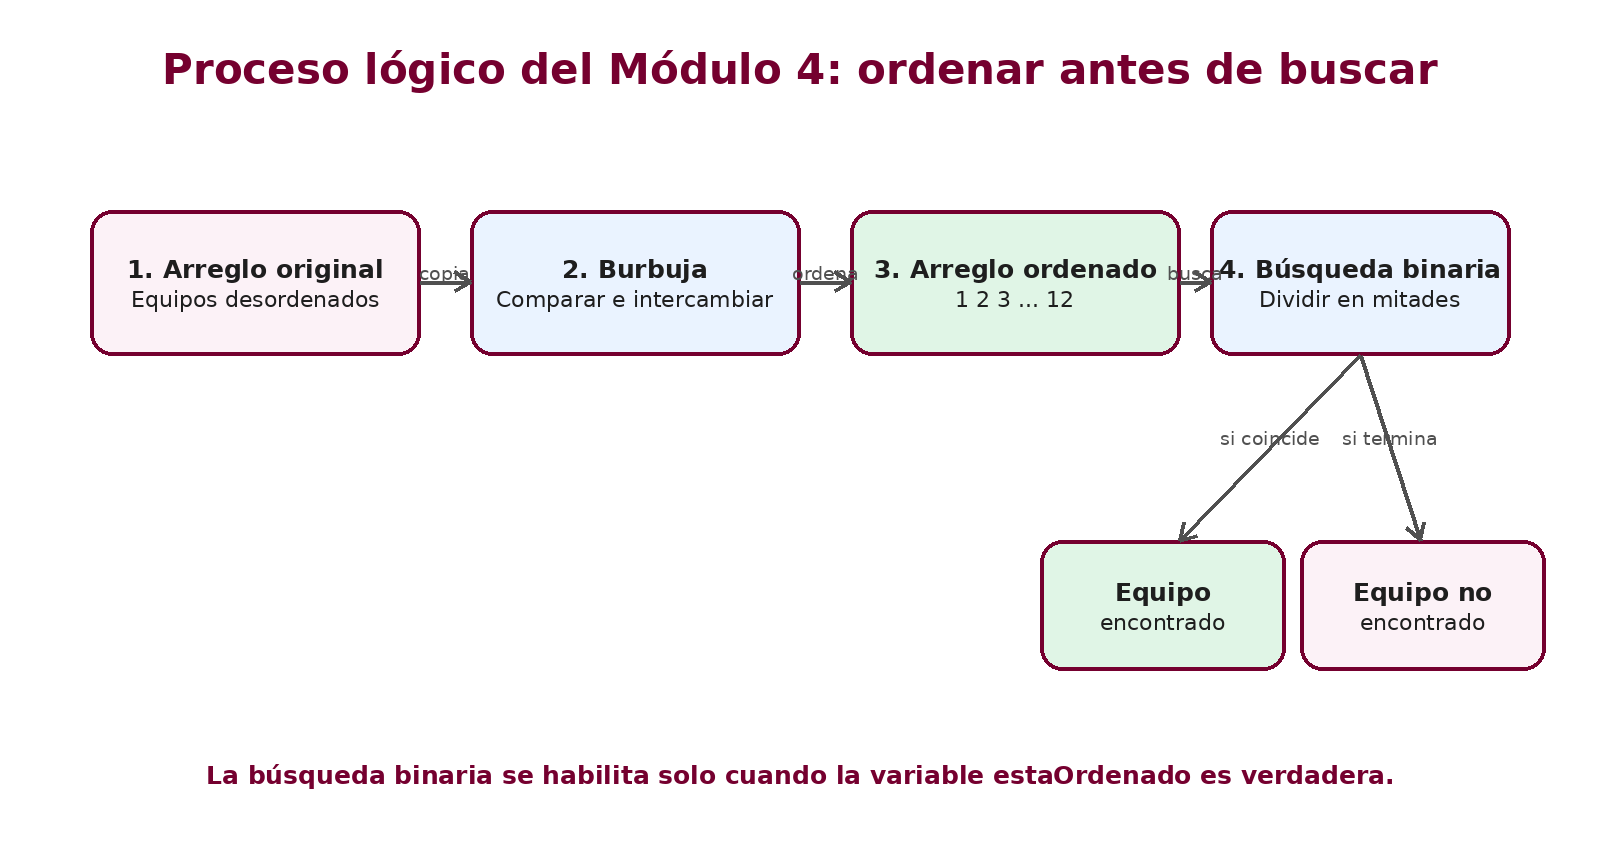 Proceso lógico del Módulo 4: ordenar antes de buscar
1. Arreglo original
Equipos desordenados
copia
2. Burbuja
Comparar e intercambiar
ordena
3. Arreglo ordenado
1 2 3 ... 12
busca
4. Búsqueda binaria
Dividir en mitades
si coincide
si termina
Equipo
encontrado
Equipo no
encontrado
La búsqueda binaria se habilita solo cuando la variable estaOrdenado es verdadera.